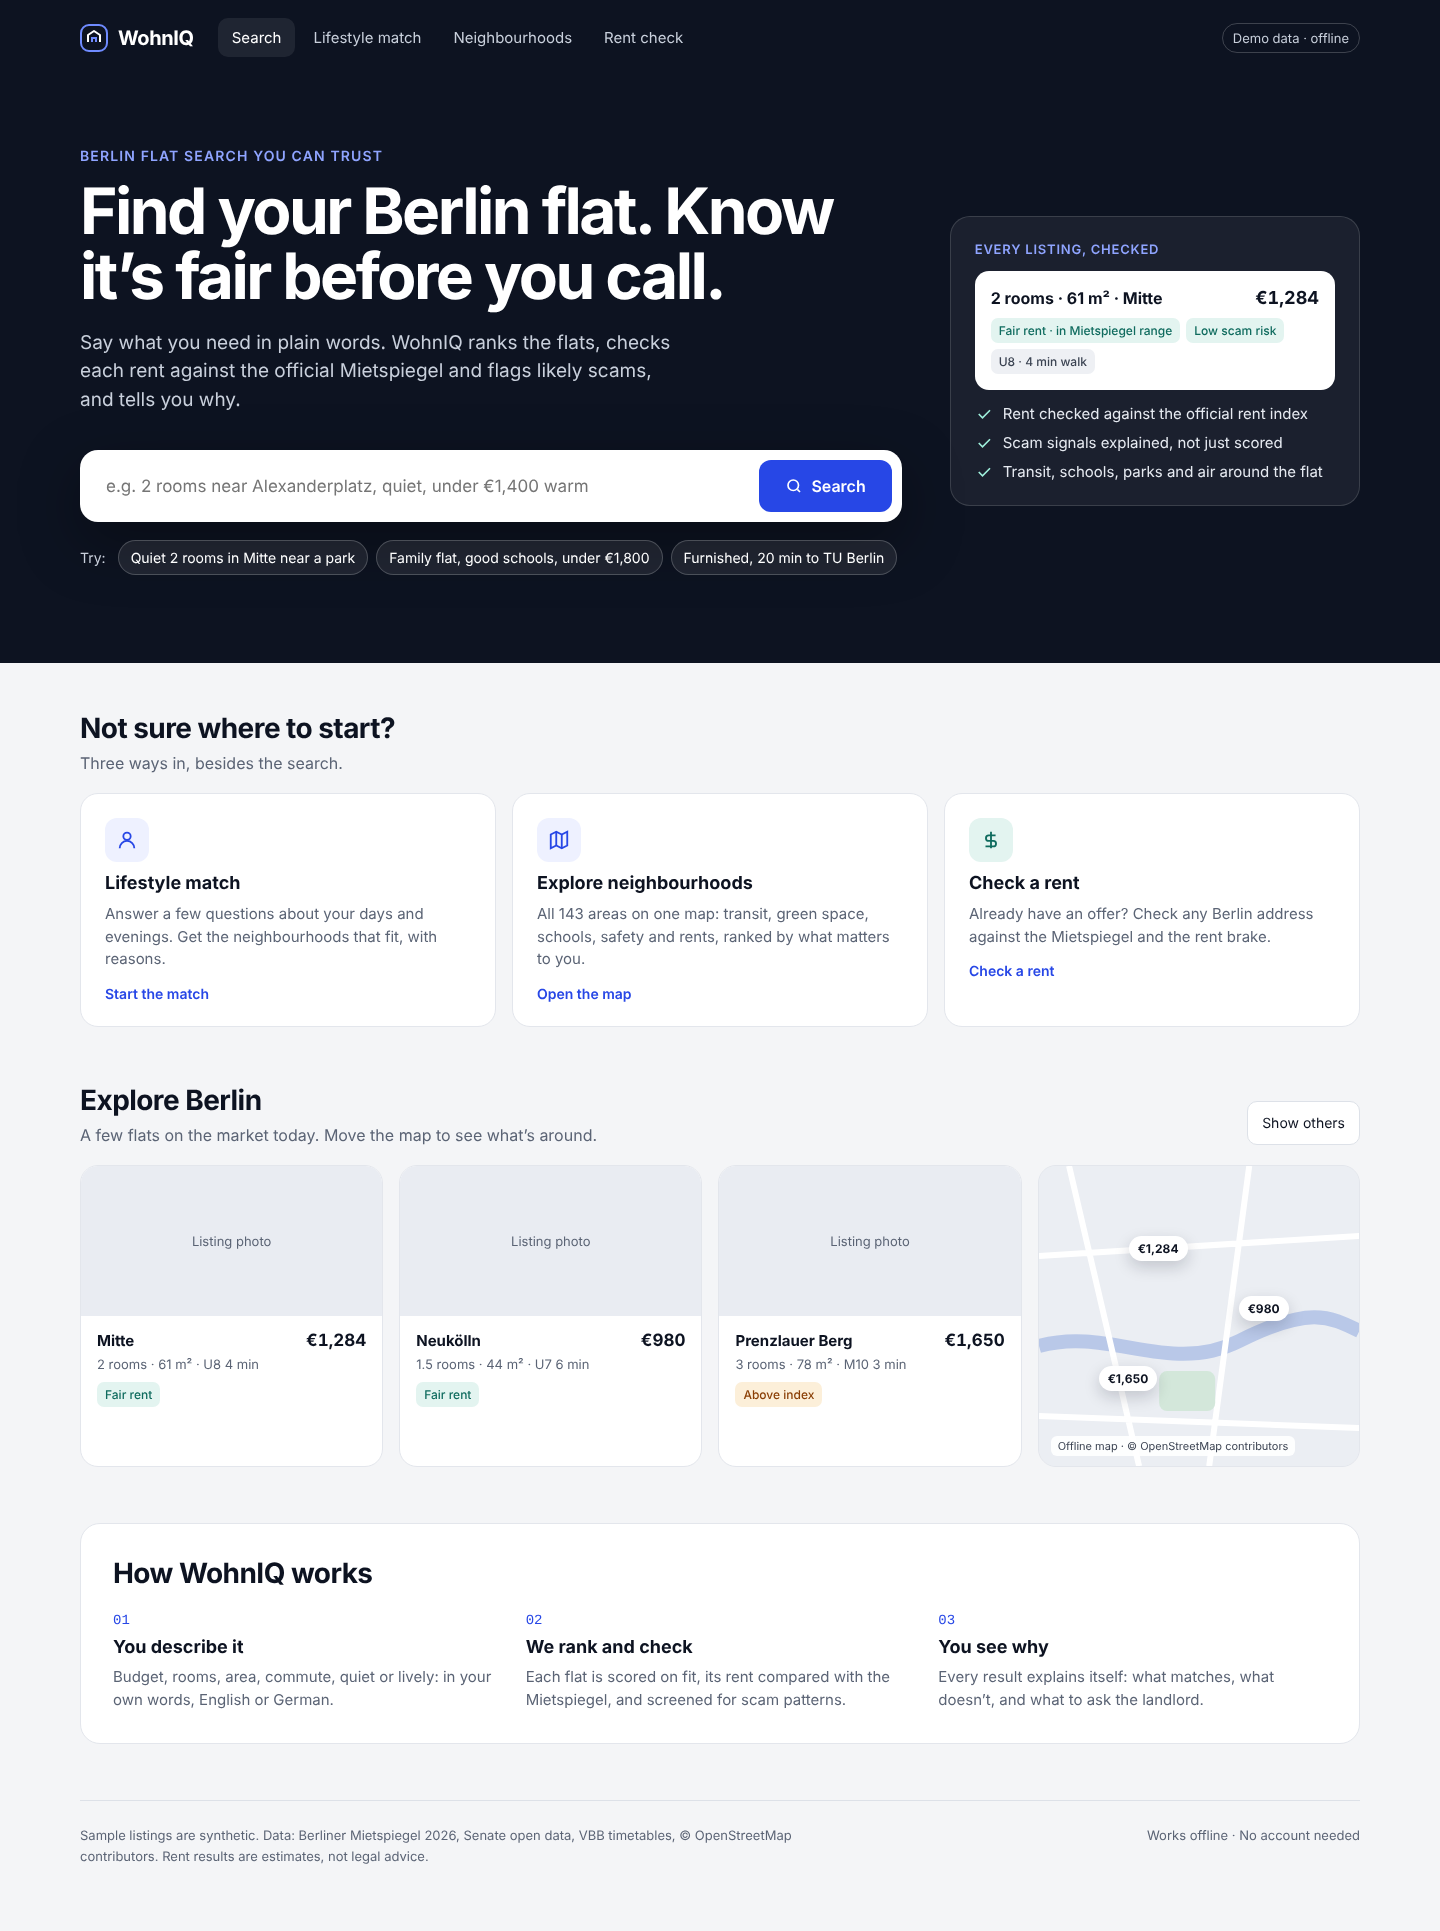 WohnIQ
Search
Lifestyle match
Neighbourhoods
Rent check
Demo data · offline
BERLIN FLAT SEARCH YOU CAN TRUST
Find your Berlin flat. Know
it’s fair before you call.
Say what you need in plain words. WohnIQ ranks the flats, checks
each rent against the official Mietspiegel and flags likely scams,
and tells you why.
e.g. 2 rooms near Alexanderplatz, quiet, under €1,400 warm
Search
Try:
Quiet 2 rooms in Mitte near a park
Family flat, good schools, under €1,800
Furnished, 20 min to TU Berlin
EVERY LISTING, CHECKED
2 rooms · 61 m² · Mitte
€1,284
Fair rent · in Mietspiegel range
Low scam risk
U8 · 4 min walk
Rent checked against the official rent index
Scam signals explained, not just scored
Transit, schools, parks and air around the flat
Not sure where to start?
Three ways in, besides the search.
Lifestyle match
Answer a few questions about your days and
evenings. Get the neighbourhoods that fit, with
reasons.
Start the match
Explore neighbourhoods
All 143 areas on one map: transit, green space,
schools, safety and rents, ranked by what matters
to you.
Open the map
Check a rent
Already have an offer? Check any Berlin address
against the Mietspiegel and the rent brake.
Check a rent
Explore Berlin
A few flats on the market today. Move the map to see what’s around.
Show others
Listing photo
Mitte
€1,284
2 rooms · 61 m² · U8 4 min
Fair rent
Listing photo
Neukölln
€980
1.5 rooms · 44 m² · U7 6 min
Fair rent
Listing photo
Prenzlauer Berg
€1,650
3 rooms · 78 m² · M10 3 min
Above index
€1,284
€980
€1,650
Offline map · © OpenStreetMap contributors
How WohnIQ works
01
You describe it
Budget, rooms, area, commute, quiet or lively: in your
own words, English or German.
02
We rank and check
Each flat is scored on fit, its rent compared with the
Mietspiegel, and screened for scam patterns.
03
You see why
Every result explains itself: what matches, what
doesn’t, and what to ask the landlord.
Sample listings are synthetic. Data: Berliner Mietspiegel 2026, Senate open data, VBB timetables, © OpenStreetMap
contributors. Rent results are estimates, not legal advice.
Works offline · No account needed